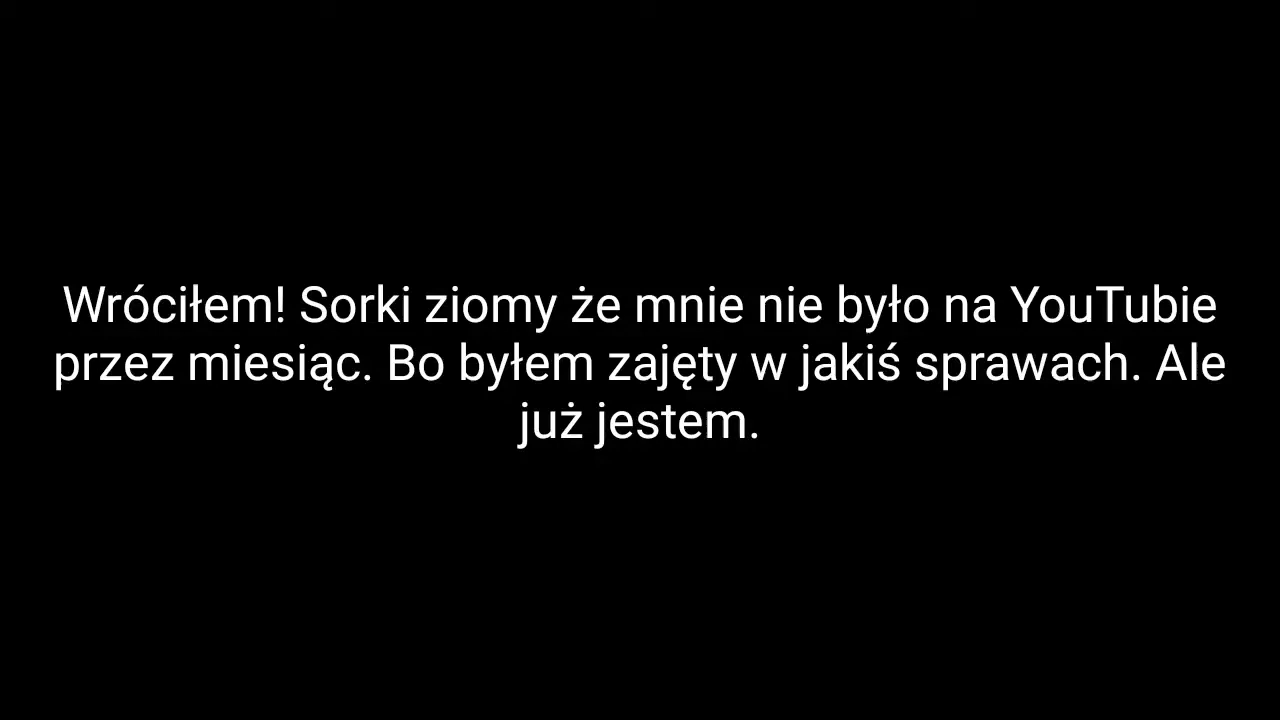 Wróciłem! Sorki ziomy że mnie nie było na YouTubie
przez miesiąc. Bo byłem zajęty w jakiś sprawach. Ale
już jestem.